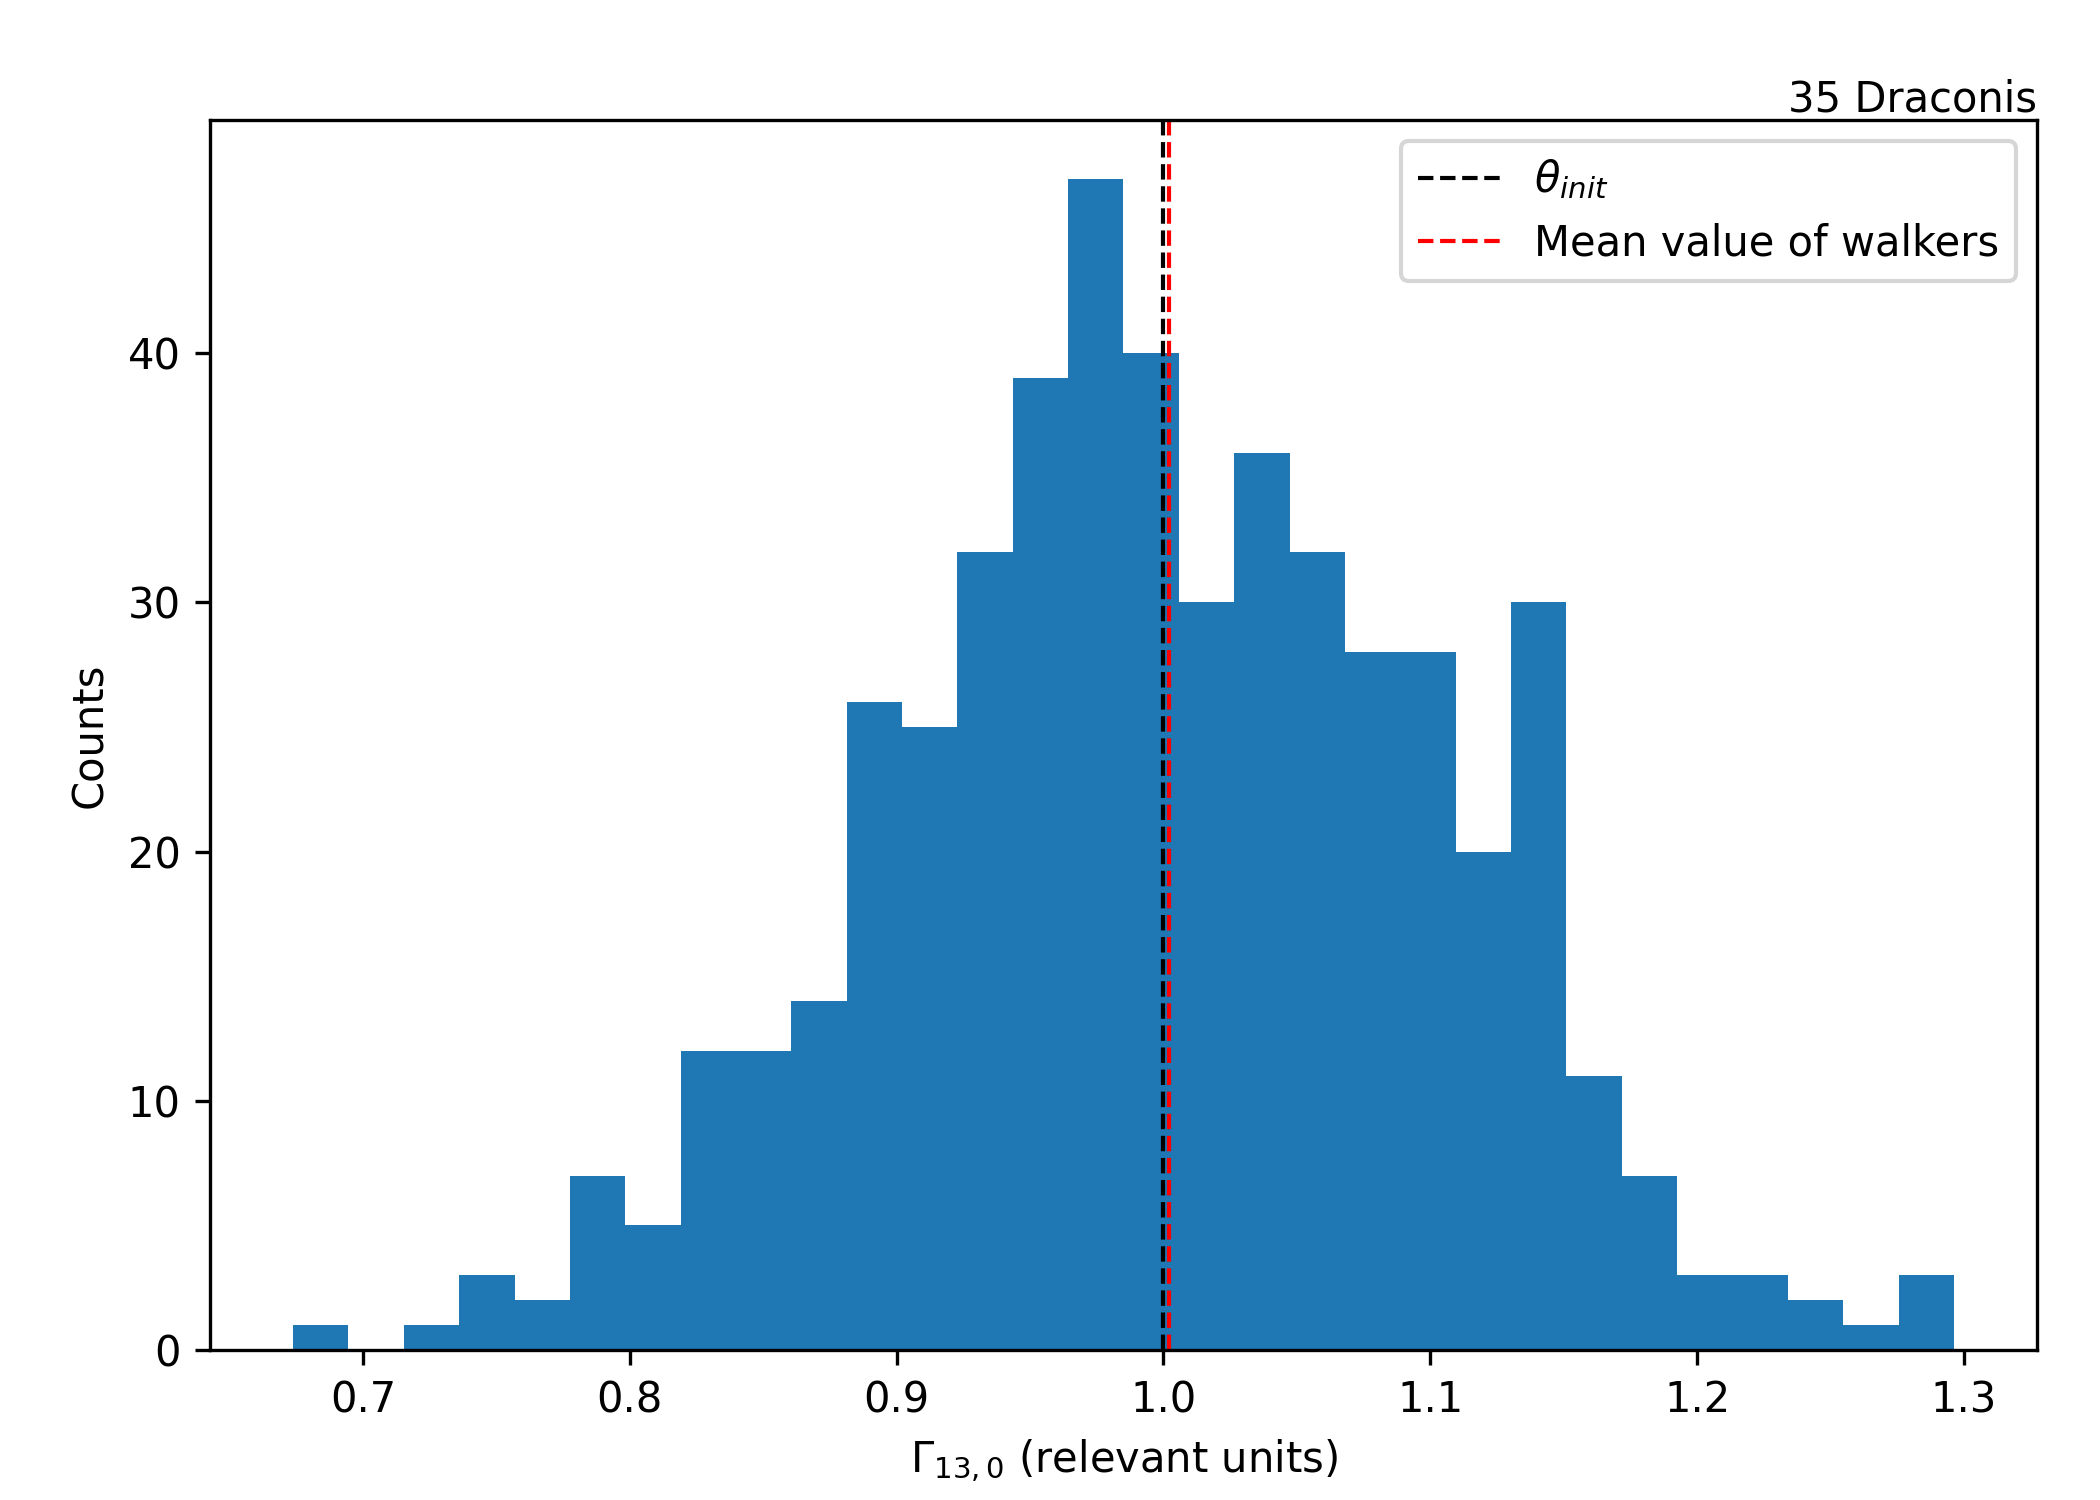 35 Draconis
θinit
Mean value of walkers
Counts
40
30
20
10
0
0.7 0.8 0.9 1.0 1.1 1.2 1.3
Γ13, 0 (relevant units)